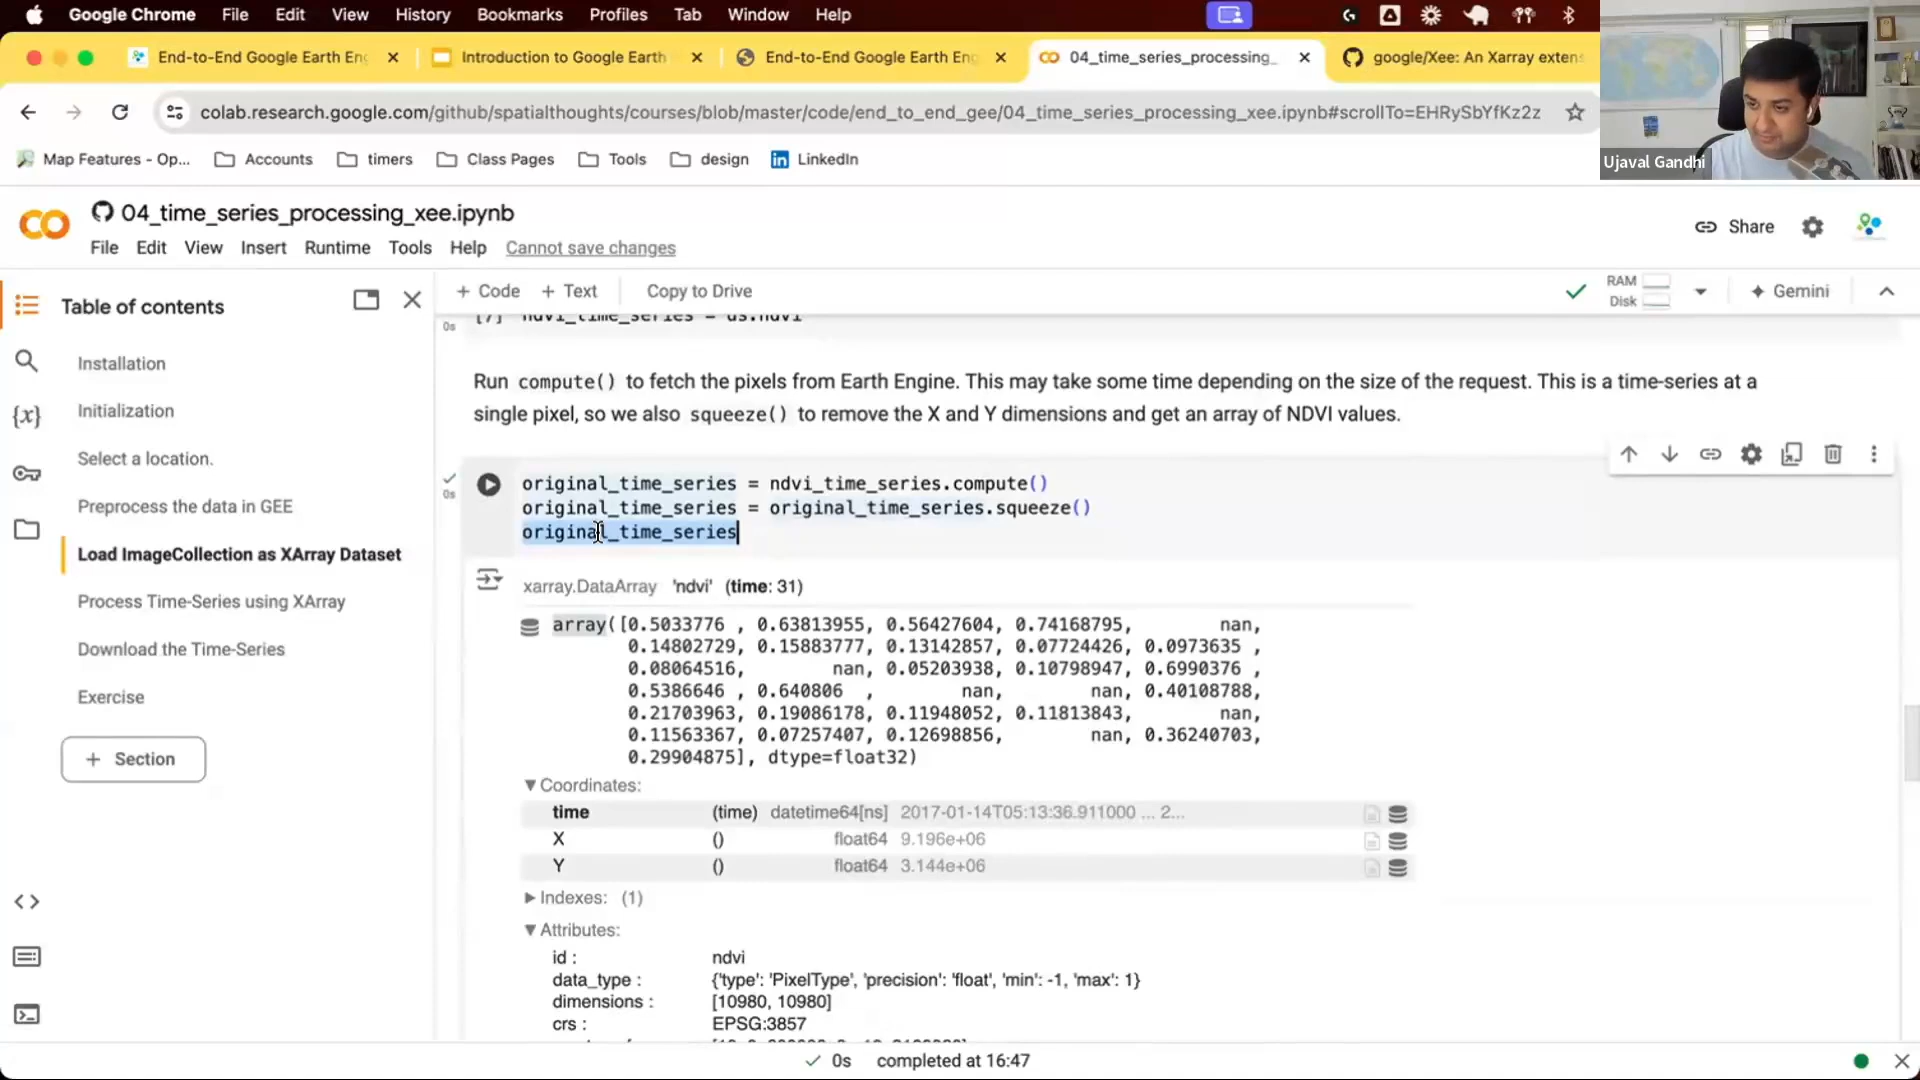 Google Chrome File Edit View History Bookmarks Profiles Tab Window Help
End-to-End Google Earth Eng
Introduction to Google Earth
End-to-End Google Earth Eng
04_time_series_processing_
google/Xee: An Xarray extens
colab.research.google.com/github/spatialthoughts/courses/blob/master/code/end_to_end_gee/04_time_series_processing_xee.ipynb#scrollTo=EHRySbYfKz2z
Map Features - Op... Accounts timers Class Pages Tools design LinkedIn
Ujaval Gandhi
04_time_series_processing_xee.ipynb
File Edit View Insert Runtime Tools Help Cannot save changes
Share
Table of contents
+ Code + Text Copy to Drive
RAM
Disk
Gemini
Installation
Initialization
Select a location.
Preprocess the data in GEE
Load ImageCollection as XArray Dataset
Process Time-Series using XArray
Download the Time-Series
Exercise
+ Section
0s
[7] ndvi_time_series = ds.ndvi
Run compute() to fetch the pixels from Earth Engine. This may take some time depending on the size of the request. This is a time-series at a
single pixel, so we also squeeze() to remove the X and Y dimensions and get an array of NDVI values.
0s
original_time_series = ndvi_time_series.compute()
original_time_series = original_time_series.squeeze()
original_time_series
xarray.DataArray 'ndvi' (time: 31)
array([0.5033776 , 0.63813955, 0.56427604, 0.74168795, nan,
0.14802729, 0.15883777, 0.13142857, 0.07724426, 0.0973635 ,
0.08064516, nan, 0.05203938, 0.10798947, 0.6990376 ,
0.5386646 , 0.640806 , nan, nan, 0.40108788,
0.21703963, 0.19086178, 0.11948052, 0.11813843, nan,
0.11563367, 0.07257407, 0.12698856, nan, 0.36240703,
0.29904875], dtype=float32)
Coordinates:
time (time) datetime64[ns] 2017-01-14T05:13:36.911000 ... 2...
X () float64 9.196e+06
Y () float64 3.144e+06
Indexes: (1)
Attributes:
id : ndvi
data_type : {'type': 'PixelType', 'precision': 'float', 'min': -1, 'max': 1}
dimensions : [10980, 10980]
crs : EPSG:3857
0s completed at 16:47